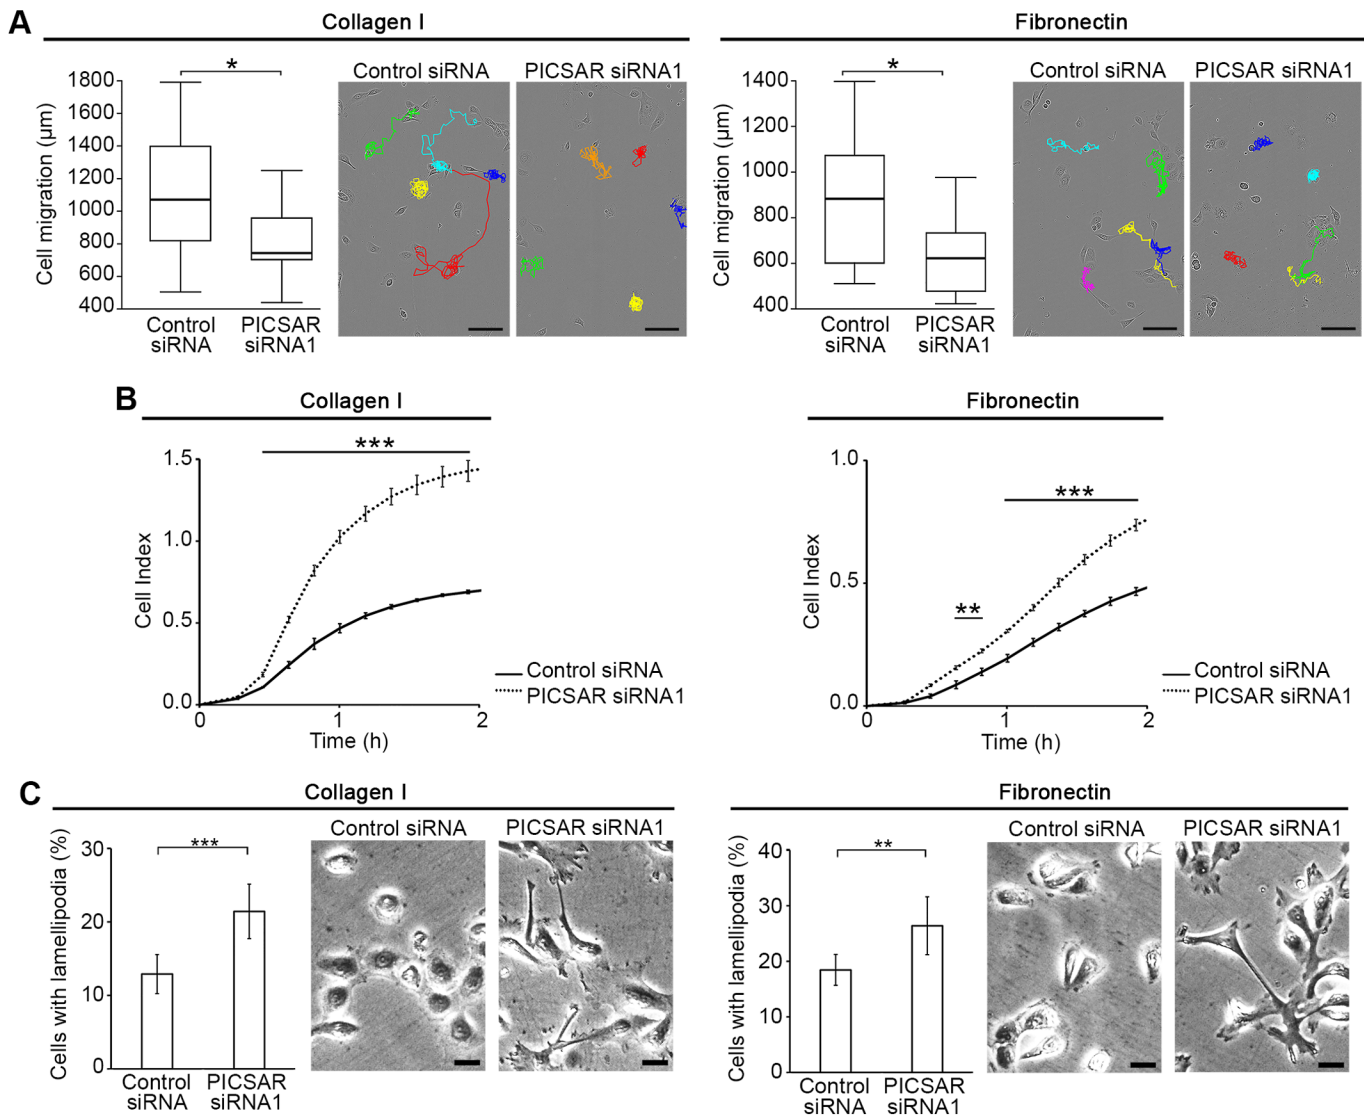 A
Collagen I
Fibronectin
Cell migration (µm)
1800
1600
1400
1200
1000
800
600
400
*
Control siRNA
PICSAR siRNA1
Control
siRNA
PICSAR
siRNA1
Cell migration (µm)
1400
1200
1000
800
600
400
*
Control siRNA
PICSAR siRNA1
Control
siRNA
PICSAR
siRNA1
B
Collagen I
Fibronectin
***
Cell Index
1.5
1.0
0.5
0.0
0
1
2
Time (h)
Control siRNA
PICSAR siRNA1
Cell Index
1.0
0.5
0.0
**
***
0
1
2
Time (h)
Control siRNA
PICSAR siRNA1
C
Collagen I
Fibronectin
Cells with lamellipodia (%)
30
20
10
0
***
Control siRNA
PICSAR siRNA1
Control
siRNA
PICSAR
siRNA1
Cells with lamellipodia (%)
40
30
20
10
0
**
Control siRNA
PICSAR siRNA1
Control
siRNA
PICSAR
siRNA1